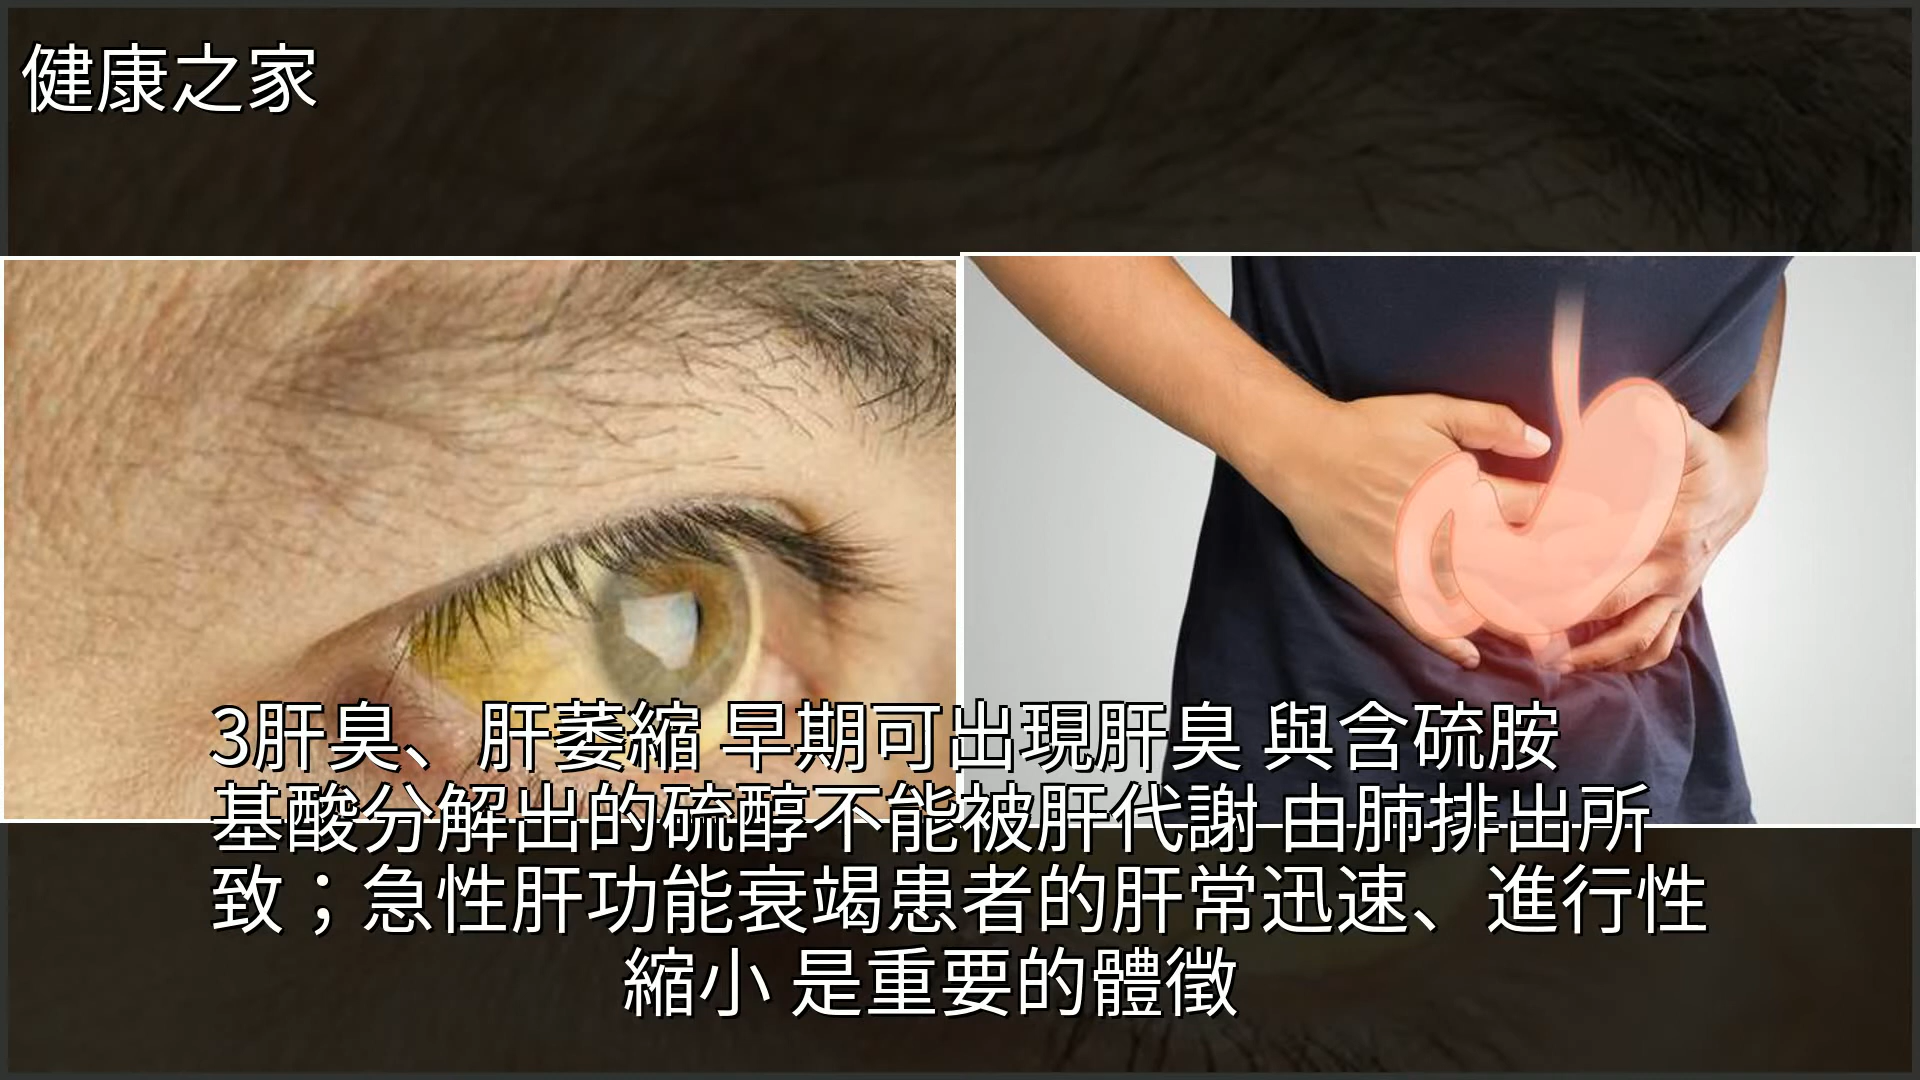 健康之家
3肝臭、肝萎縮 早期可出現肝臭 與含硫胺
基酸分解出的硫醇不能被肝代謝 由肺排出所
致；急性肝功能衰竭患者的肝常迅速、進行性
縮小 是重要的體徵